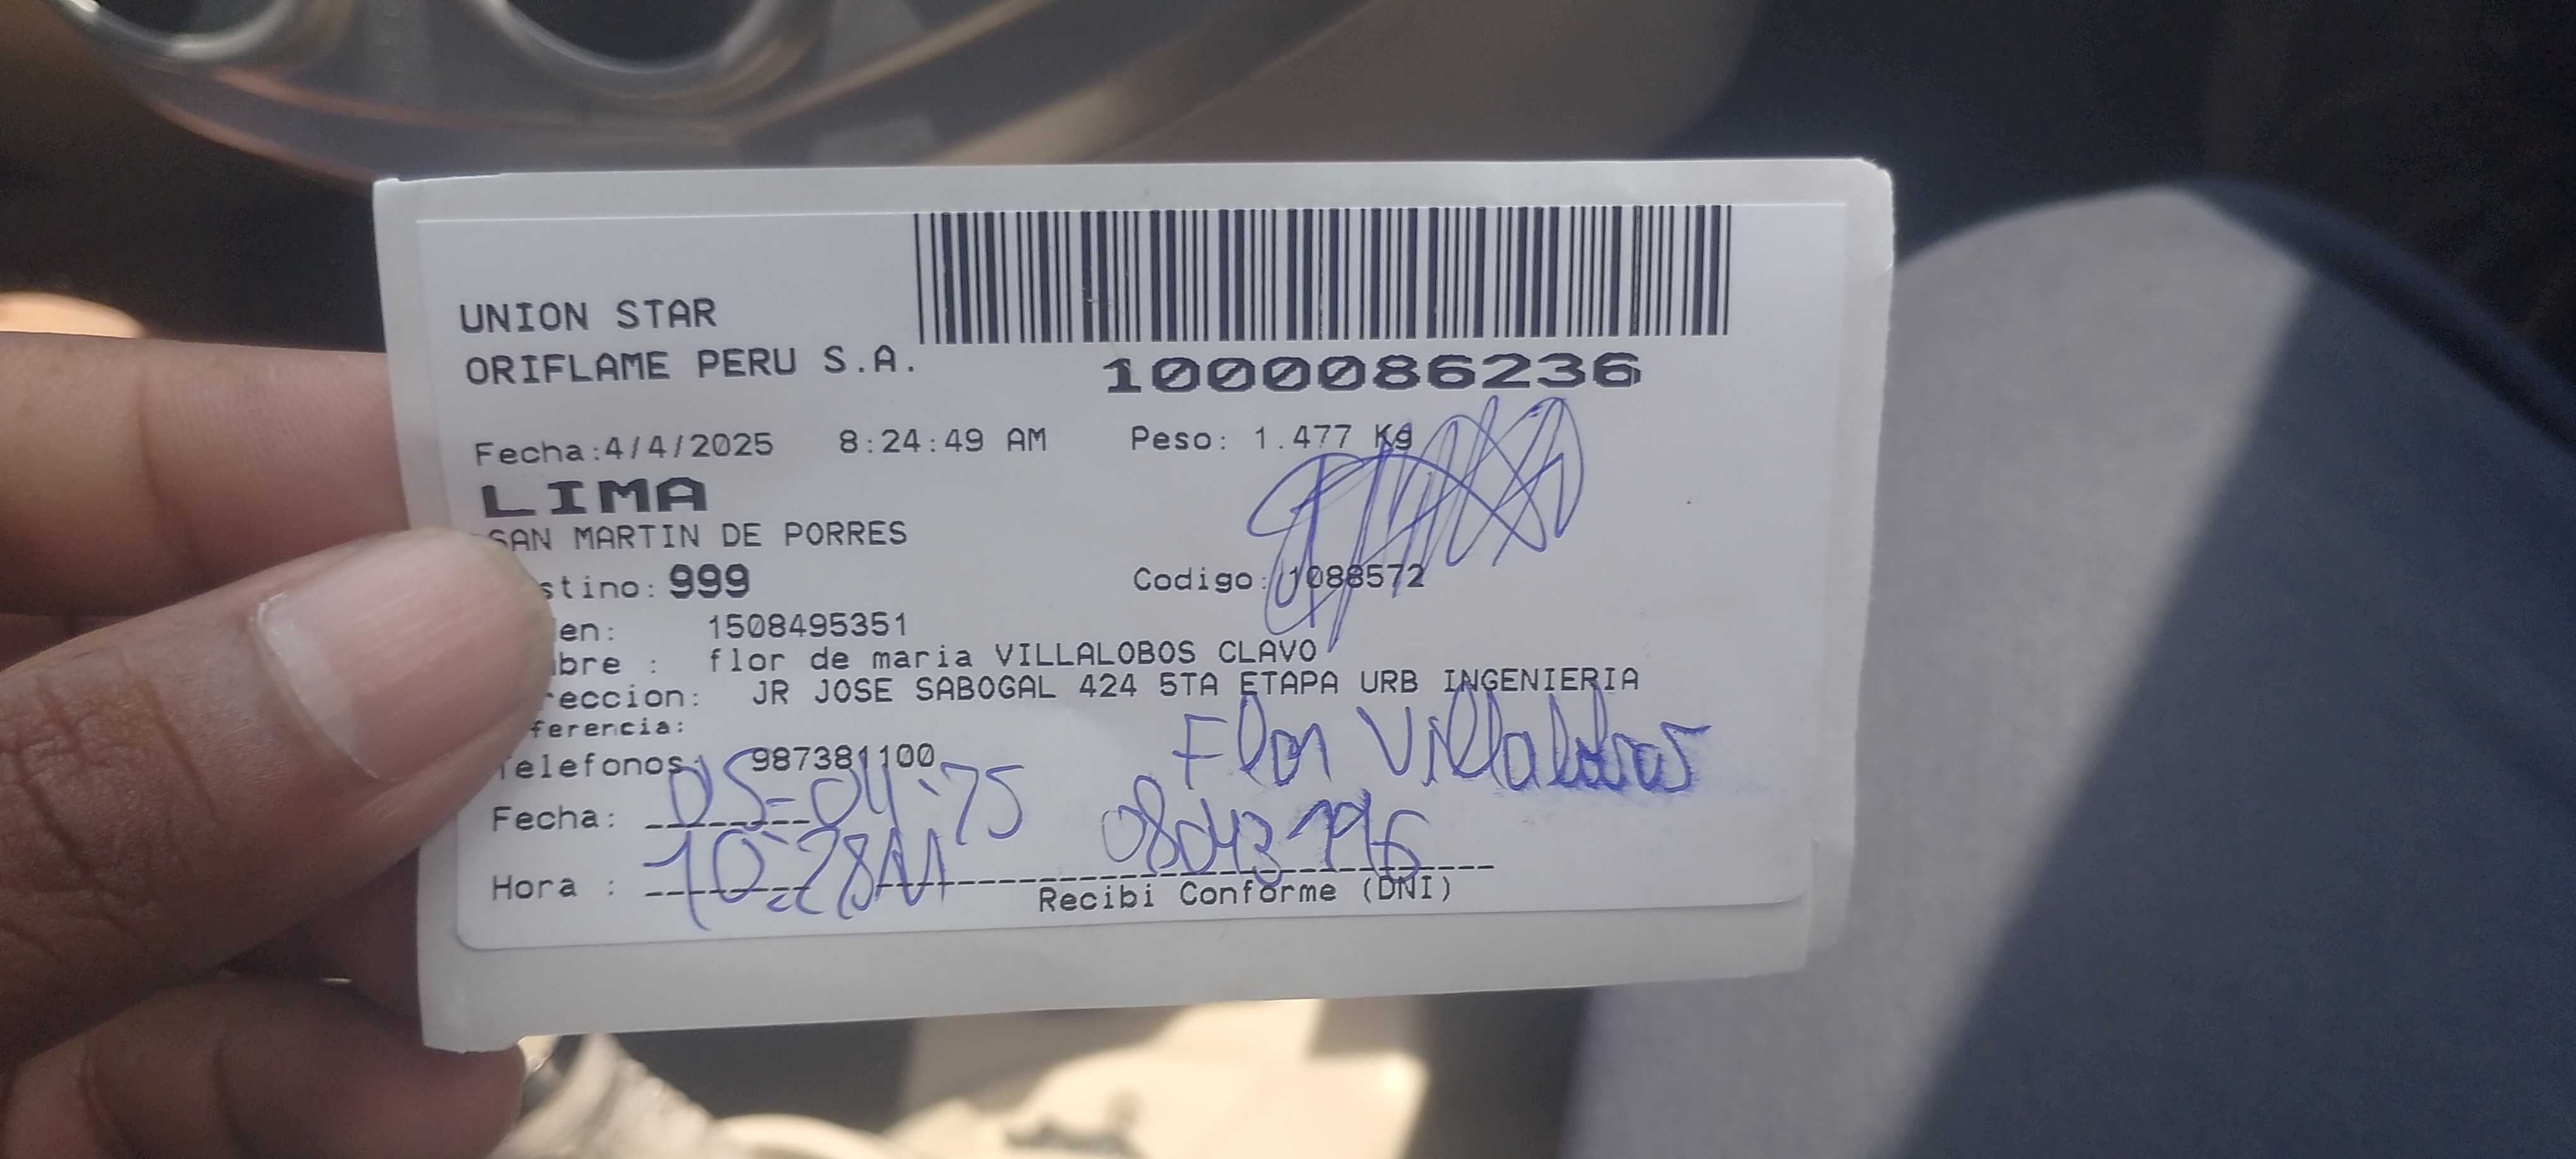 UNION STAR
ORIFLAME PERU S.A.
1000086236
Fecha:4/4/2025 8:24:49 AM Peso: 1.477 Kg
LIMA
SAN MARTIN DE PORRES
stino: 999 Codigo: 1088572
en: 1508495351
bre : flor de maria VILLALOBOS CLAVO
reccion: JR JOSE SABOGAL 424 5TA ETAPA URB INGENIERIA
ferencia:
Telefonos: 987381100
Flor Villalobos
Fecha: 05-04-25
Hora : 10:28
Recibi Conforme (DNI)